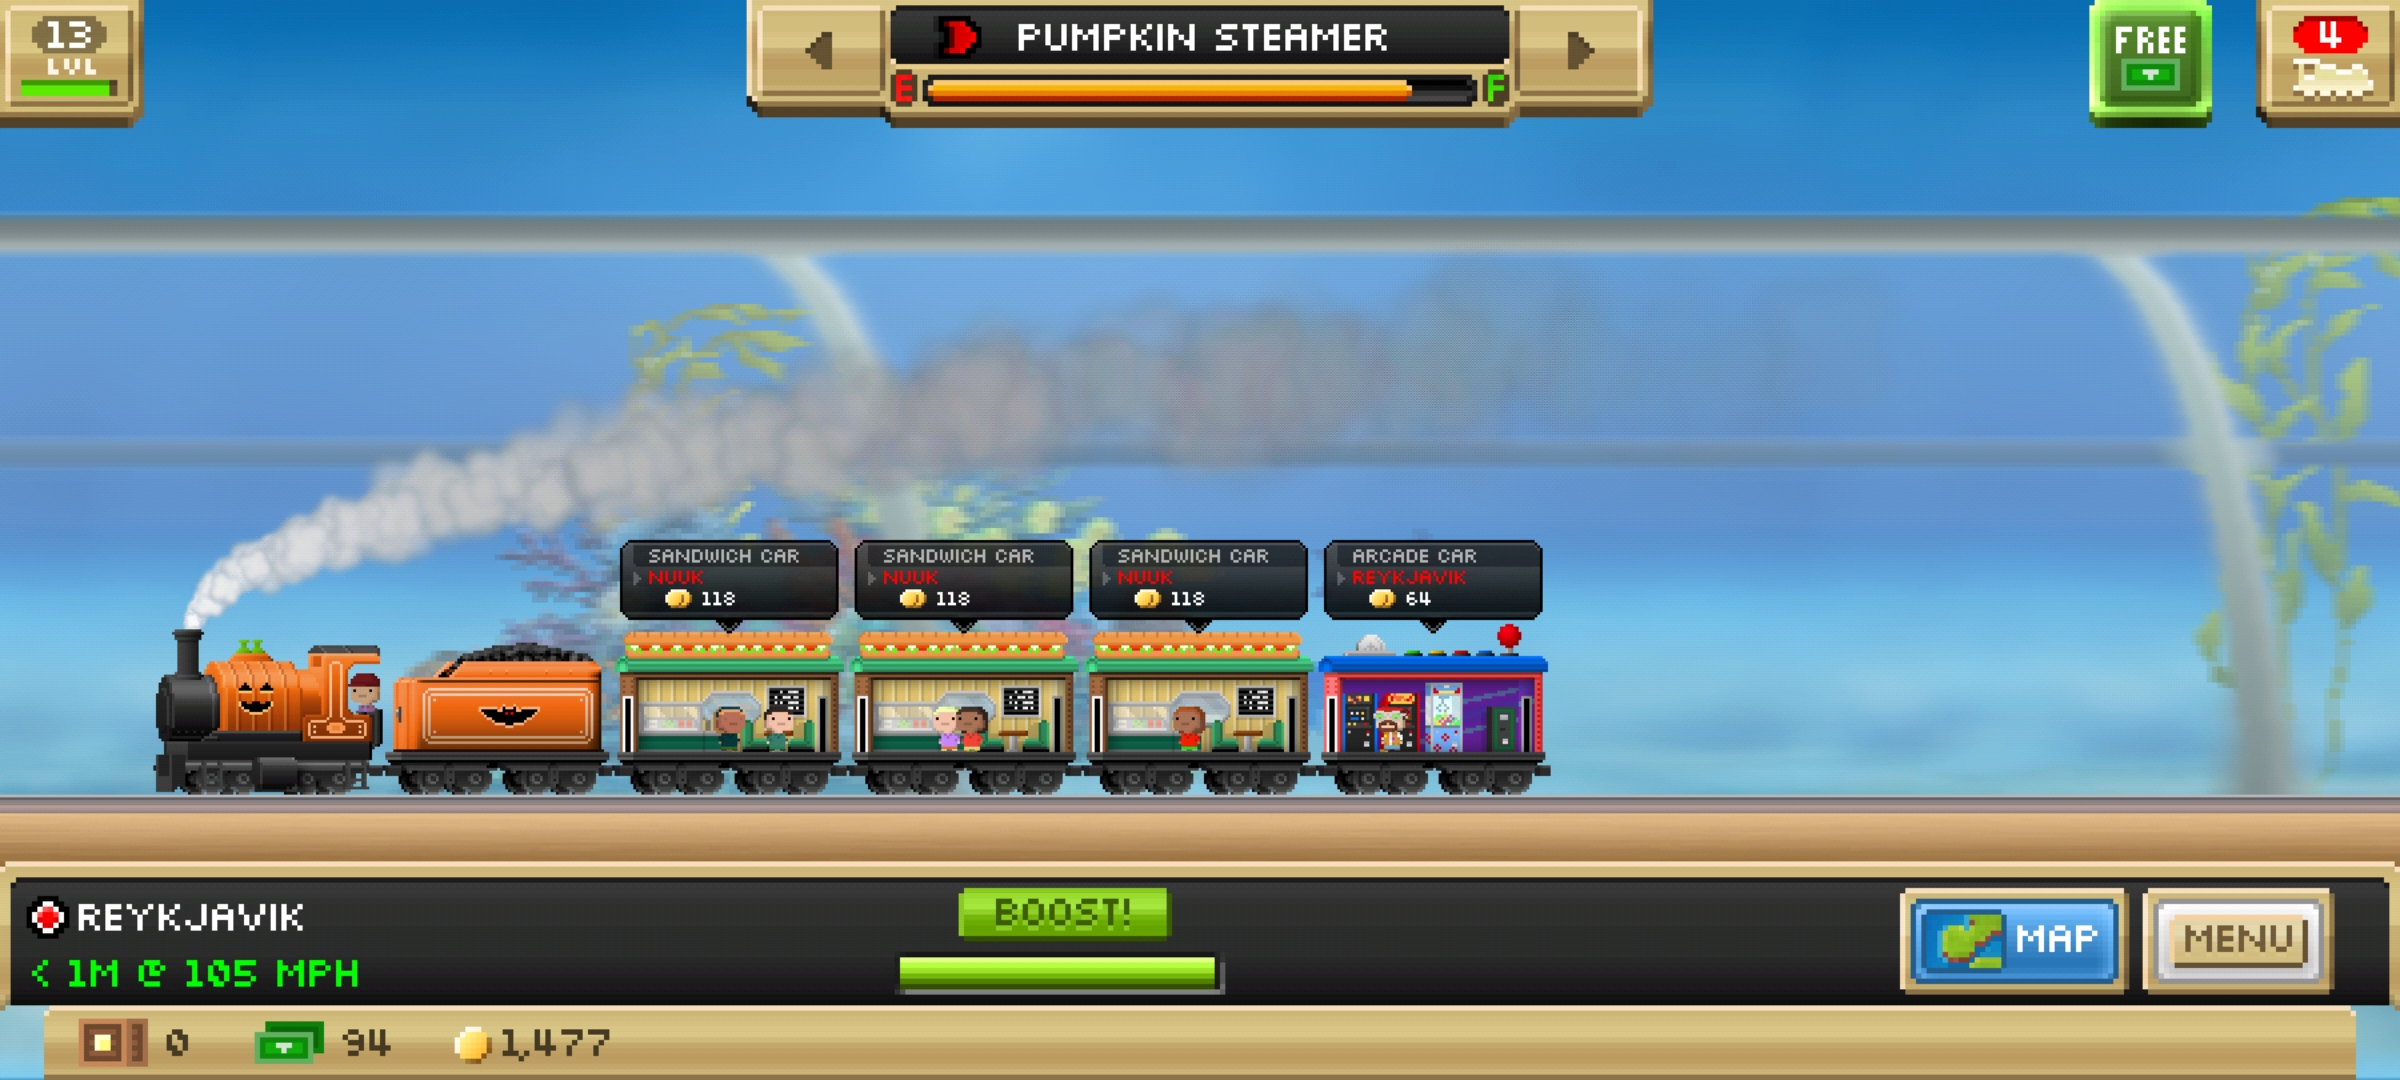 13
LVL
PUMPKIN STEAMER
E F
FREE
4
SANDWICH CAR
NUUK
118
SANDWICH CAR
NUUK
118
SANDWICH CAR
NUUK
118
ARCADE CAR
REYKJAVIK
64
REYKJAVIK
< 1M @ 105 MPH
BOOST!
MAP
MENU
0
94
1,477